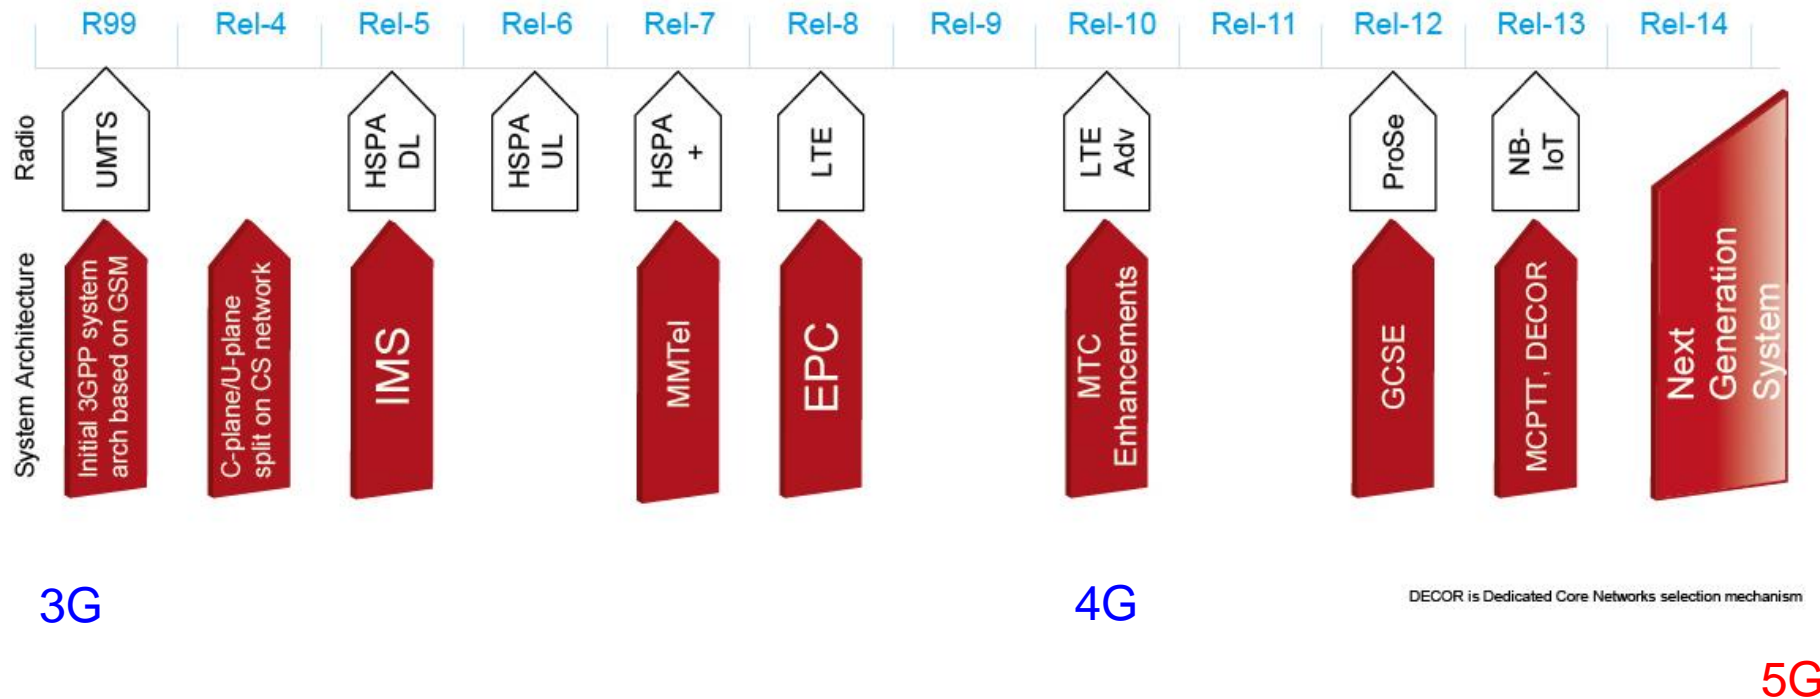 R99 Rel-4 Rel-5 Rel-6 Rel-7 Rel-8 Rel-9 Rel-10 Rel-11 Rel-12 Rel-13 Rel-14
Radio
UMTS
HSPA
DL
HSPA
UL
HSPA
+
LTE
LTE
Adv
ProSe
NB-
IoT
System Architecture
Initial 3GPP system
arch based on GSM
C-plane/U-plane
split on CS network
IMS
MMTel
EPC
MTC
Enhancements
GCSE
MCPTT, DECOR
Next
Generation
System
3G
4G
DECOR is Dedicated Core Networks selection mechanism
5G